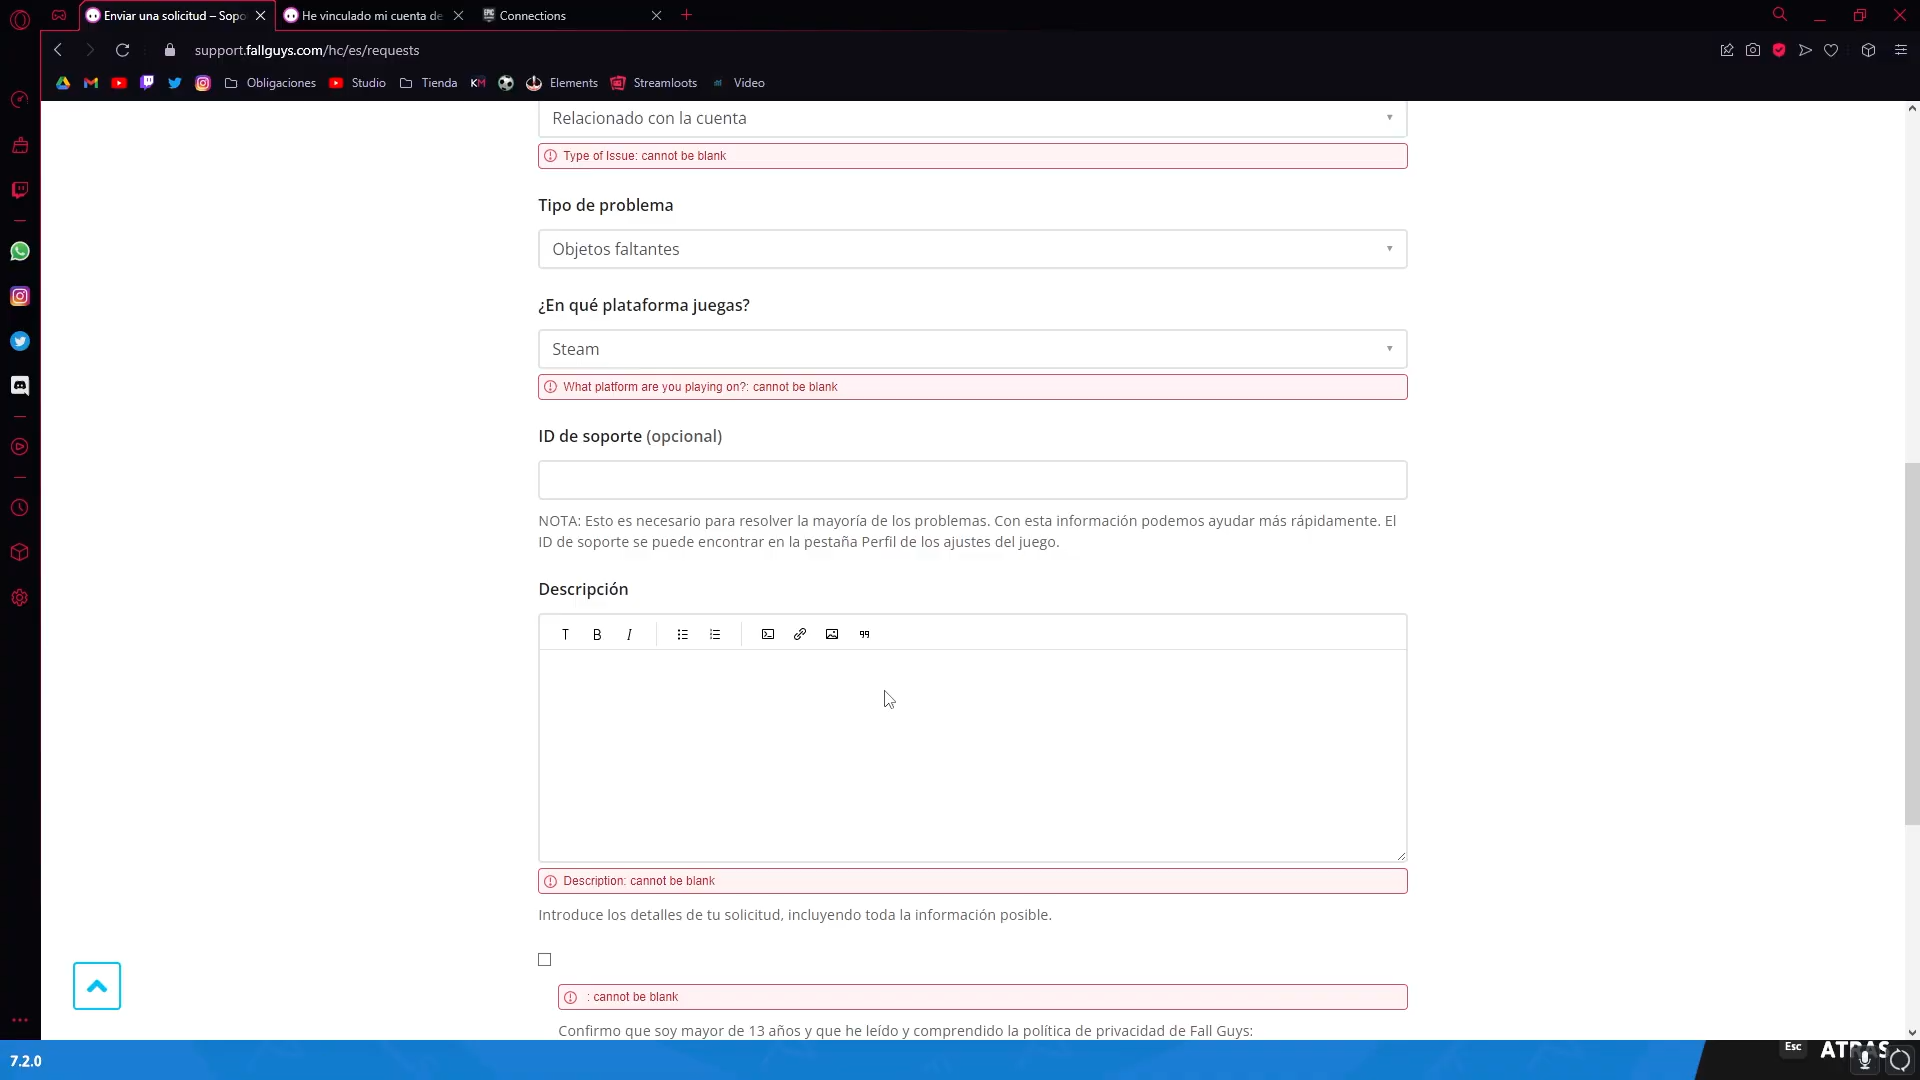 Enviar una solicitud – Sopo
He vinculado mi cuenta de
Connections
support.fallguys.com/hc/es/requests
Obligaciones
Studio
Tienda
KM
Elements
Streamloots
Video
Relacionado con la cuenta
Type of Issue: cannot be blank
Tipo de problema
Objetos faltantes
¿En qué plataforma juegas?
Steam
What platform are you playing on?: cannot be blank
ID de soporte (opcional)
NOTA: Esto es necesario para resolver la mayoría de los problemas. Con esta información podemos ayudar más rápidamente. El
ID de soporte se puede encontrar en la pestaña Perfil de los ajustes del juego.
Descripción
T B I
Description: cannot be blank
Introduce los detalles de tu solicitud, incluyendo toda la información posible.
: cannot be blank
Confirmo que soy mayor de 13 años y que he leído y comprendido la política de privacidad de Fall Guys:
7.2.0
Esc
ATRÁS